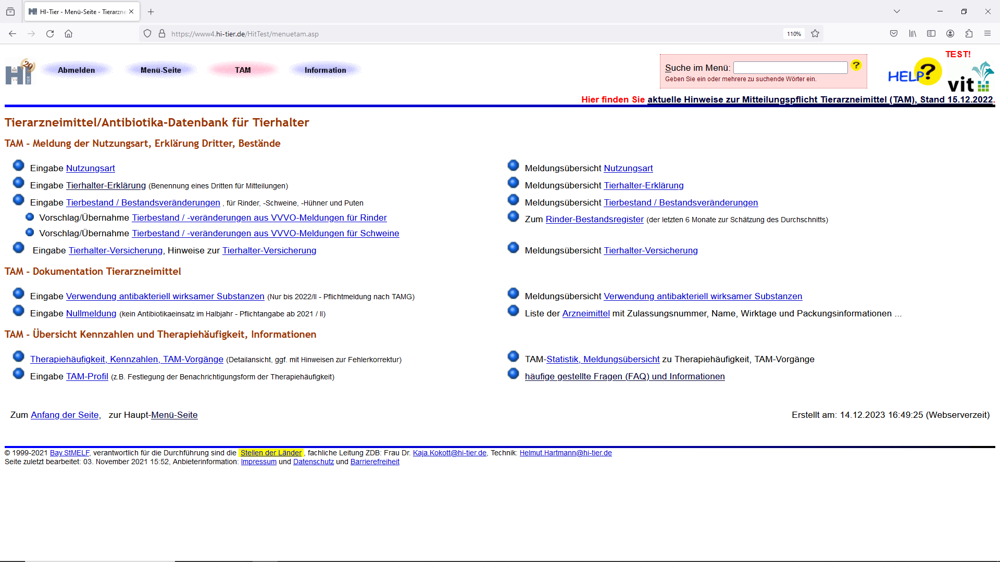 HI-Tier - Menü-Seite - Tierarzne
https://www4.hi-tier.de/HitTest/menuetam.asp
110%
TEST!
HI TIER 20
Abmelden
Menü-Seite
TAM
Information
Suche im Menü:
?
Geben Sie ein oder mehrere zu suchende Wörter ein.
HELP?
vit
Hier finden Sie aktuelle Hinweise zur Mitteilungspflicht Tierarzneimittel (TAM), Stand 15.12.2022.
Tierarzneimittel/Antibiotika-Datenbank für Tierhalter
TAM - Meldung der Nutzungsart, Erklärung Dritter, Bestände
Eingabe Nutzungsart
Meldungsübersicht Nutzungsart
Eingabe Tierhalter-Erklärung (Benennung eines Dritten für Mitteilungen)
Meldungsübersicht Tierhalter-Erklärung
Eingabe Tierbestand / Bestandsveränderungen , für Rinder, -Schweine, -Hühner und Puten
Meldungsübersicht Tierbestand / Bestandsveränderungen
Vorschlag/Übernahme Tierbestand / -veränderungen aus VVVO-Meldungen für Rinder
Zum Rinder-Bestandsregister (der letzten 6 Monate zur Schätzung des Durchschnitts)
Vorschlag/Übernahme Tierbestand / -veränderungen aus VVVO-Meldungen für Schweine
Eingabe Tierhalter-Versicherung, Hinweise zur Tierhalter-Versicherung
Meldungsübersicht Tierhalter-Versicherung
TAM - Dokumentation Tierarzneimittel
Eingabe Verwendung antibakteriell wirksamer Substanzen (Nur bis 2022/II - Pflichtmeldung nach TAMG)
Meldungsübersicht Verwendung antibakteriell wirksamer Substanzen
Eingabe Nullmeldung (kein Antibiotikaeinsatz im Halbjahr - Pflichtangabe ab 2021 / II)
Liste der Arzneimittel mit Zulassungsnummer, Name, Wirktage und Packungsinformationen ...
TAM - Übersicht Kennzahlen und Therapiehäufigkeit, Informationen
Therapiehäufigkeit, Kennzahlen, TAM-Vorgänge (Detailansicht, ggf. mit Hinweisen zur Fehlerkorrektur)
TAM-Statistik, Meldungsübersicht zu Therapiehäufigkeit, TAM-Vorgänge
Eingabe TAM-Profil (z.B. Festlegung der Benachrichtigungsform der Therapiehäufigkeit)
häufige gestellte Fragen (FAQ) und Informationen
Zum Anfang der Seite, zur Haupt-Menü-Seite
Erstellt am: 14.12.2023 16:49:25 (Webserverzeit)
© 1999-2021 Bay.StMELF, verantwortlich für die Durchführung sind die Stellen der Länder , fachliche Leitung ZDB: Frau Dr. Kaja.Kokott@hi-tier.de, Technik: Helmut.Hartmann@hi-tier.de
Seite zuletzt bearbeitet: 03. November 2021 15:52, Anbieterinformation: Impressum und Datenschutz und Barrierefreiheit